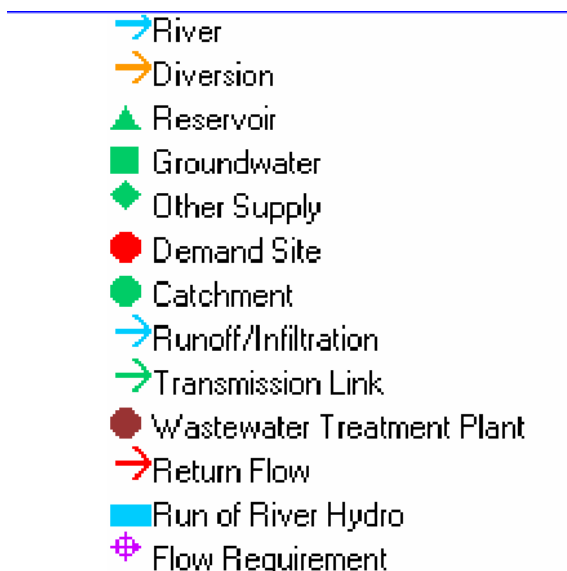 River
Diversion
Reservoir
Groundwater
Other Supply
Demand Site
Catchment
Runoff/Infiltration
Transmission Link
Wastewater Treatment Plant
Return Flow
Run of River Hydro
Flow Requirement